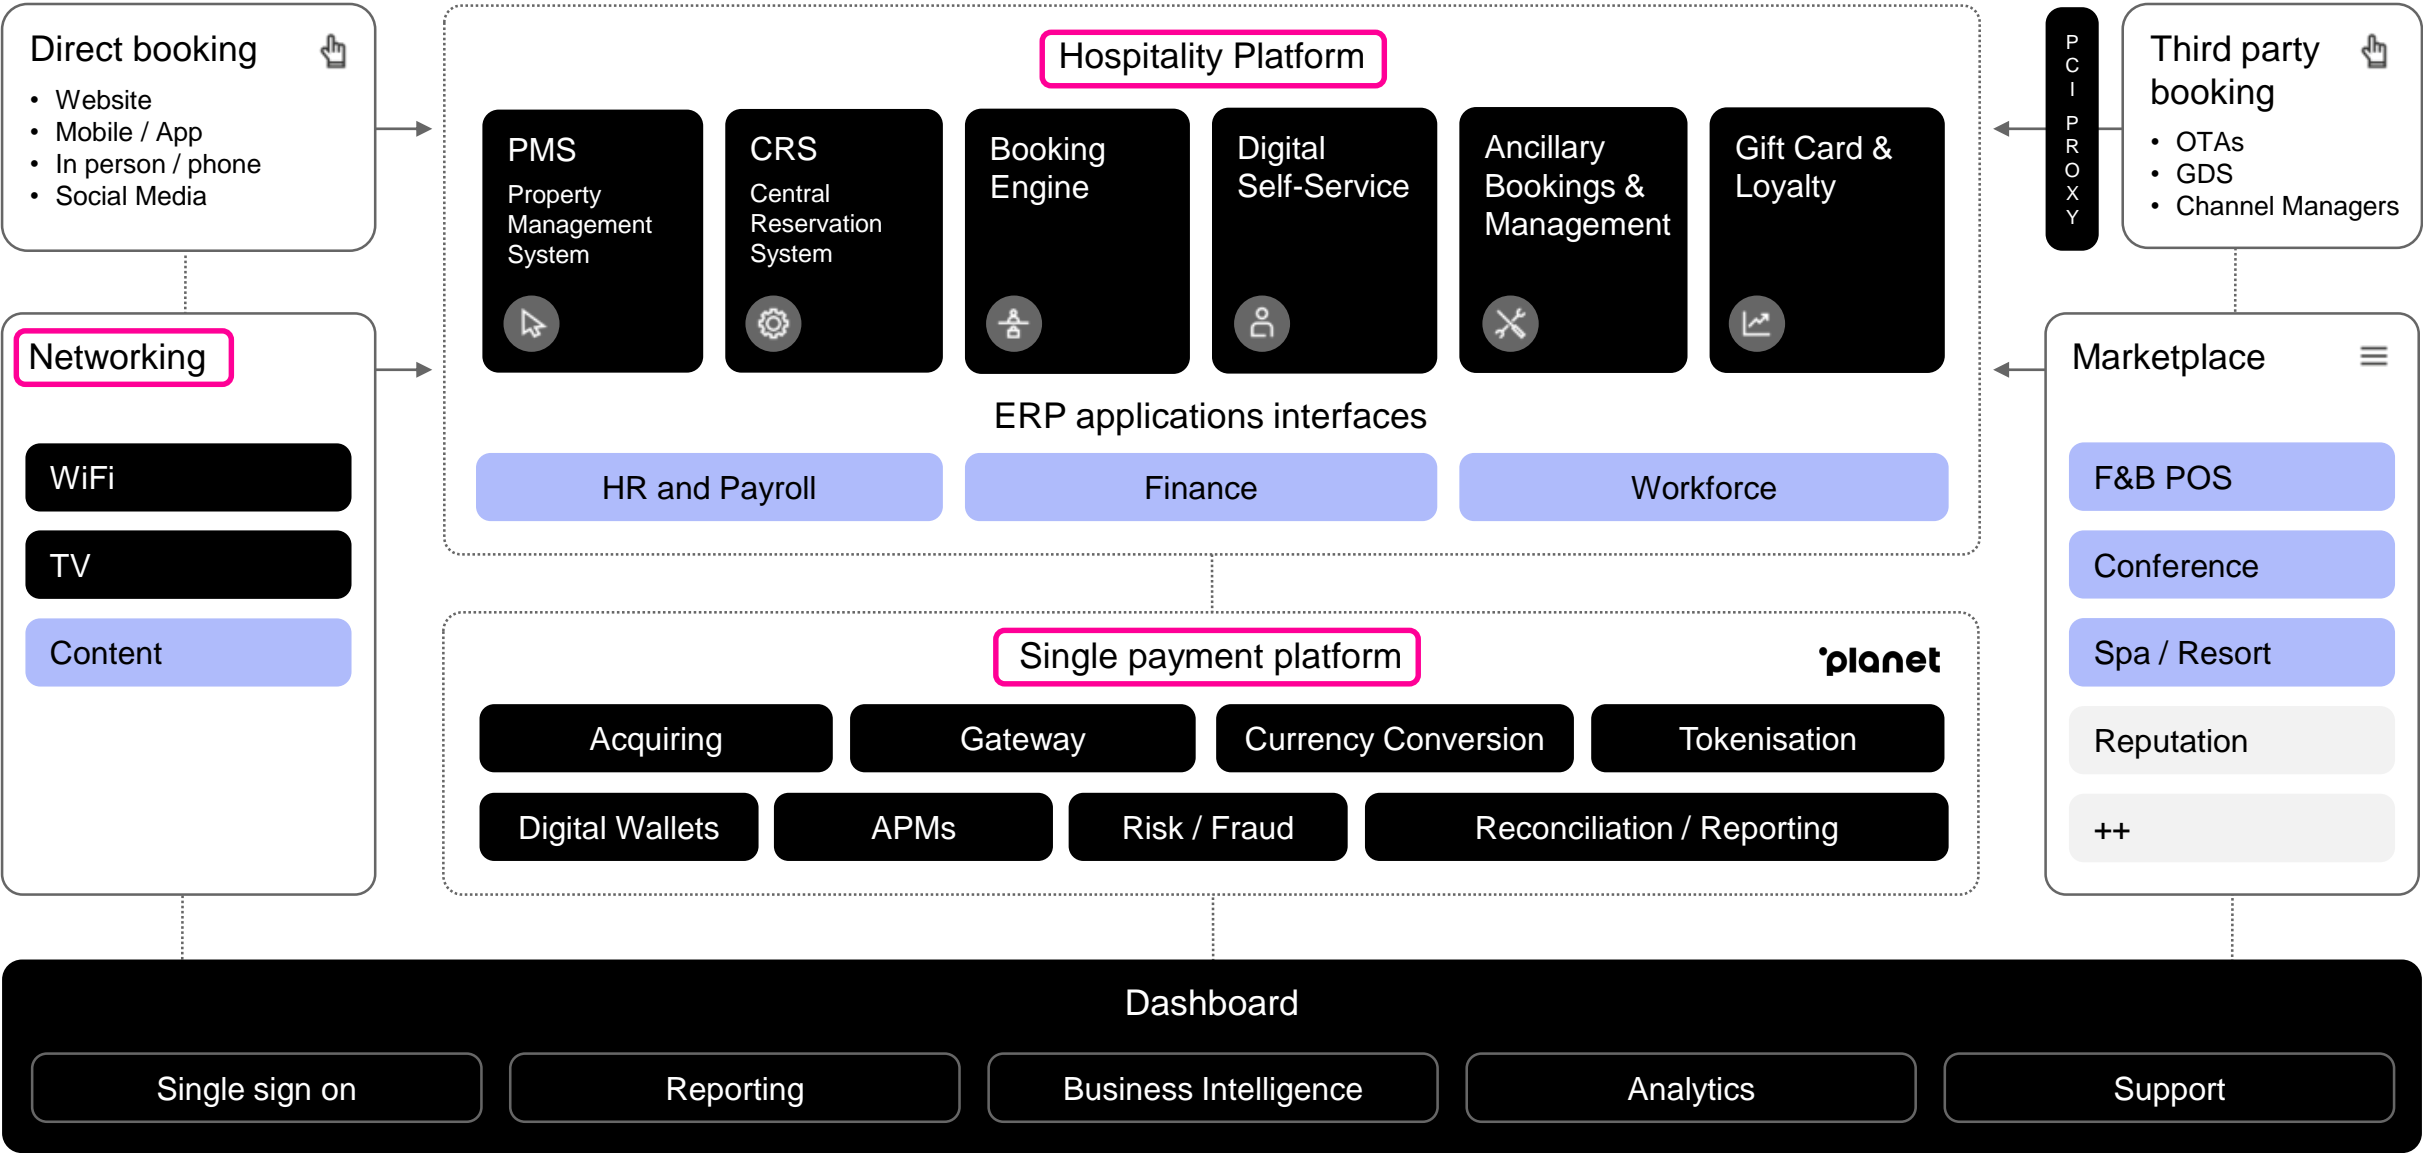 Direct booking
• Website
• Mobile / App
• In person / phone
• Social Media
Hospitality Platform
PMS
Property
Management
System
CRS
Central
Reservation
System
Booking
Engine
Digital
Self-Service
Ancillary
Bookings &
Management
Gift Card &
Loyalty
ERP applications interfaces
HR and Payroll
Finance
Workforce
PCI PROXY
Third party
booking
• OTAs
• GDS
• Channel Managers
Networking
WiFi
TV
Content
Single payment platform
planet
Acquiring
Gateway
Currency Conversion
Tokenisation
Digital Wallets
APMs
Risk / Fraud
Reconciliation / Reporting
Marketplace
F&B POS
Conference
Spa / Resort
Reputation
++
Dashboard
Single sign on
Reporting
Business Intelligence
Analytics
Support